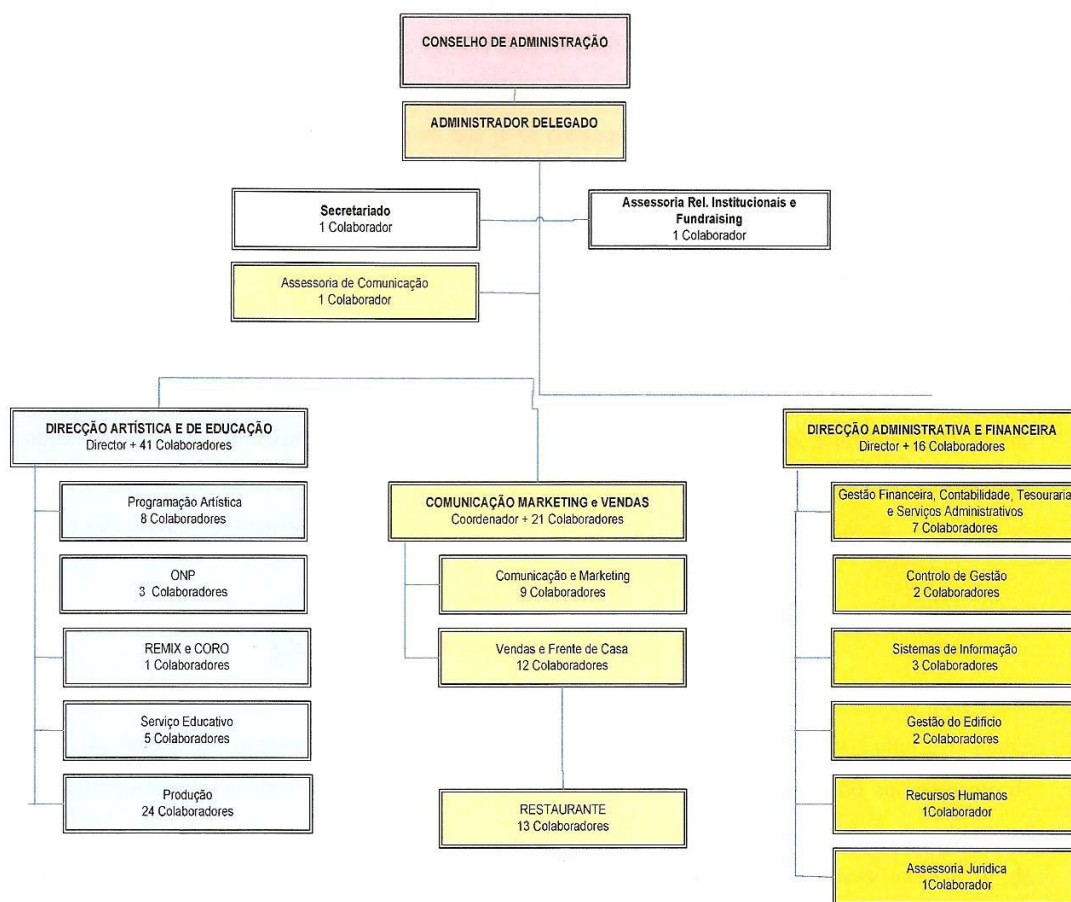 CONSELHO DE ADMINISTRAÇÃO
ADMINISTRADOR DELEGADO
Secretariado
1 Colaborador
Assessoria Rel. Institucionais e
Fundraising
1 Colaborador
Assessoria de Comunicação
1 Colaborador
DIRECÇÃO ARTÍSTICA E DE EDUCAÇÃO
Director + 41 Colaboradores
Programação Artística
8 Colaboradores
ONP
3 Colaboradores
REMIX e CORO
1 Colaboradores
Serviço Educativo
5 Colaboradores
Produção
24 Colaboradores
COMUNICAÇÃO MARKETING e VENDAS
Coordenador + 21 Colaboradores
Comunicação e Marketing
9 Colaboradores
Vendas e Frente de Casa
12 Colaboradores
RESTAURANTE
13 Colaboradores
DIRECÇÃO ADMINISTRATIVA E FINANCEIRA
Director + 16 Colaboradores
Gestão Financeira, Contabilidade, Tesouraria
e Serviços Administrativos
7 Colaboradores
Controlo de Gestão
2 Colaboradores
Sistemas de Informação
3 Colaboradores
Gestão do Edifício
2 Colaboradores
Recursos Humanos
1Colaborador
Assessoria Juridica
1Colaborador